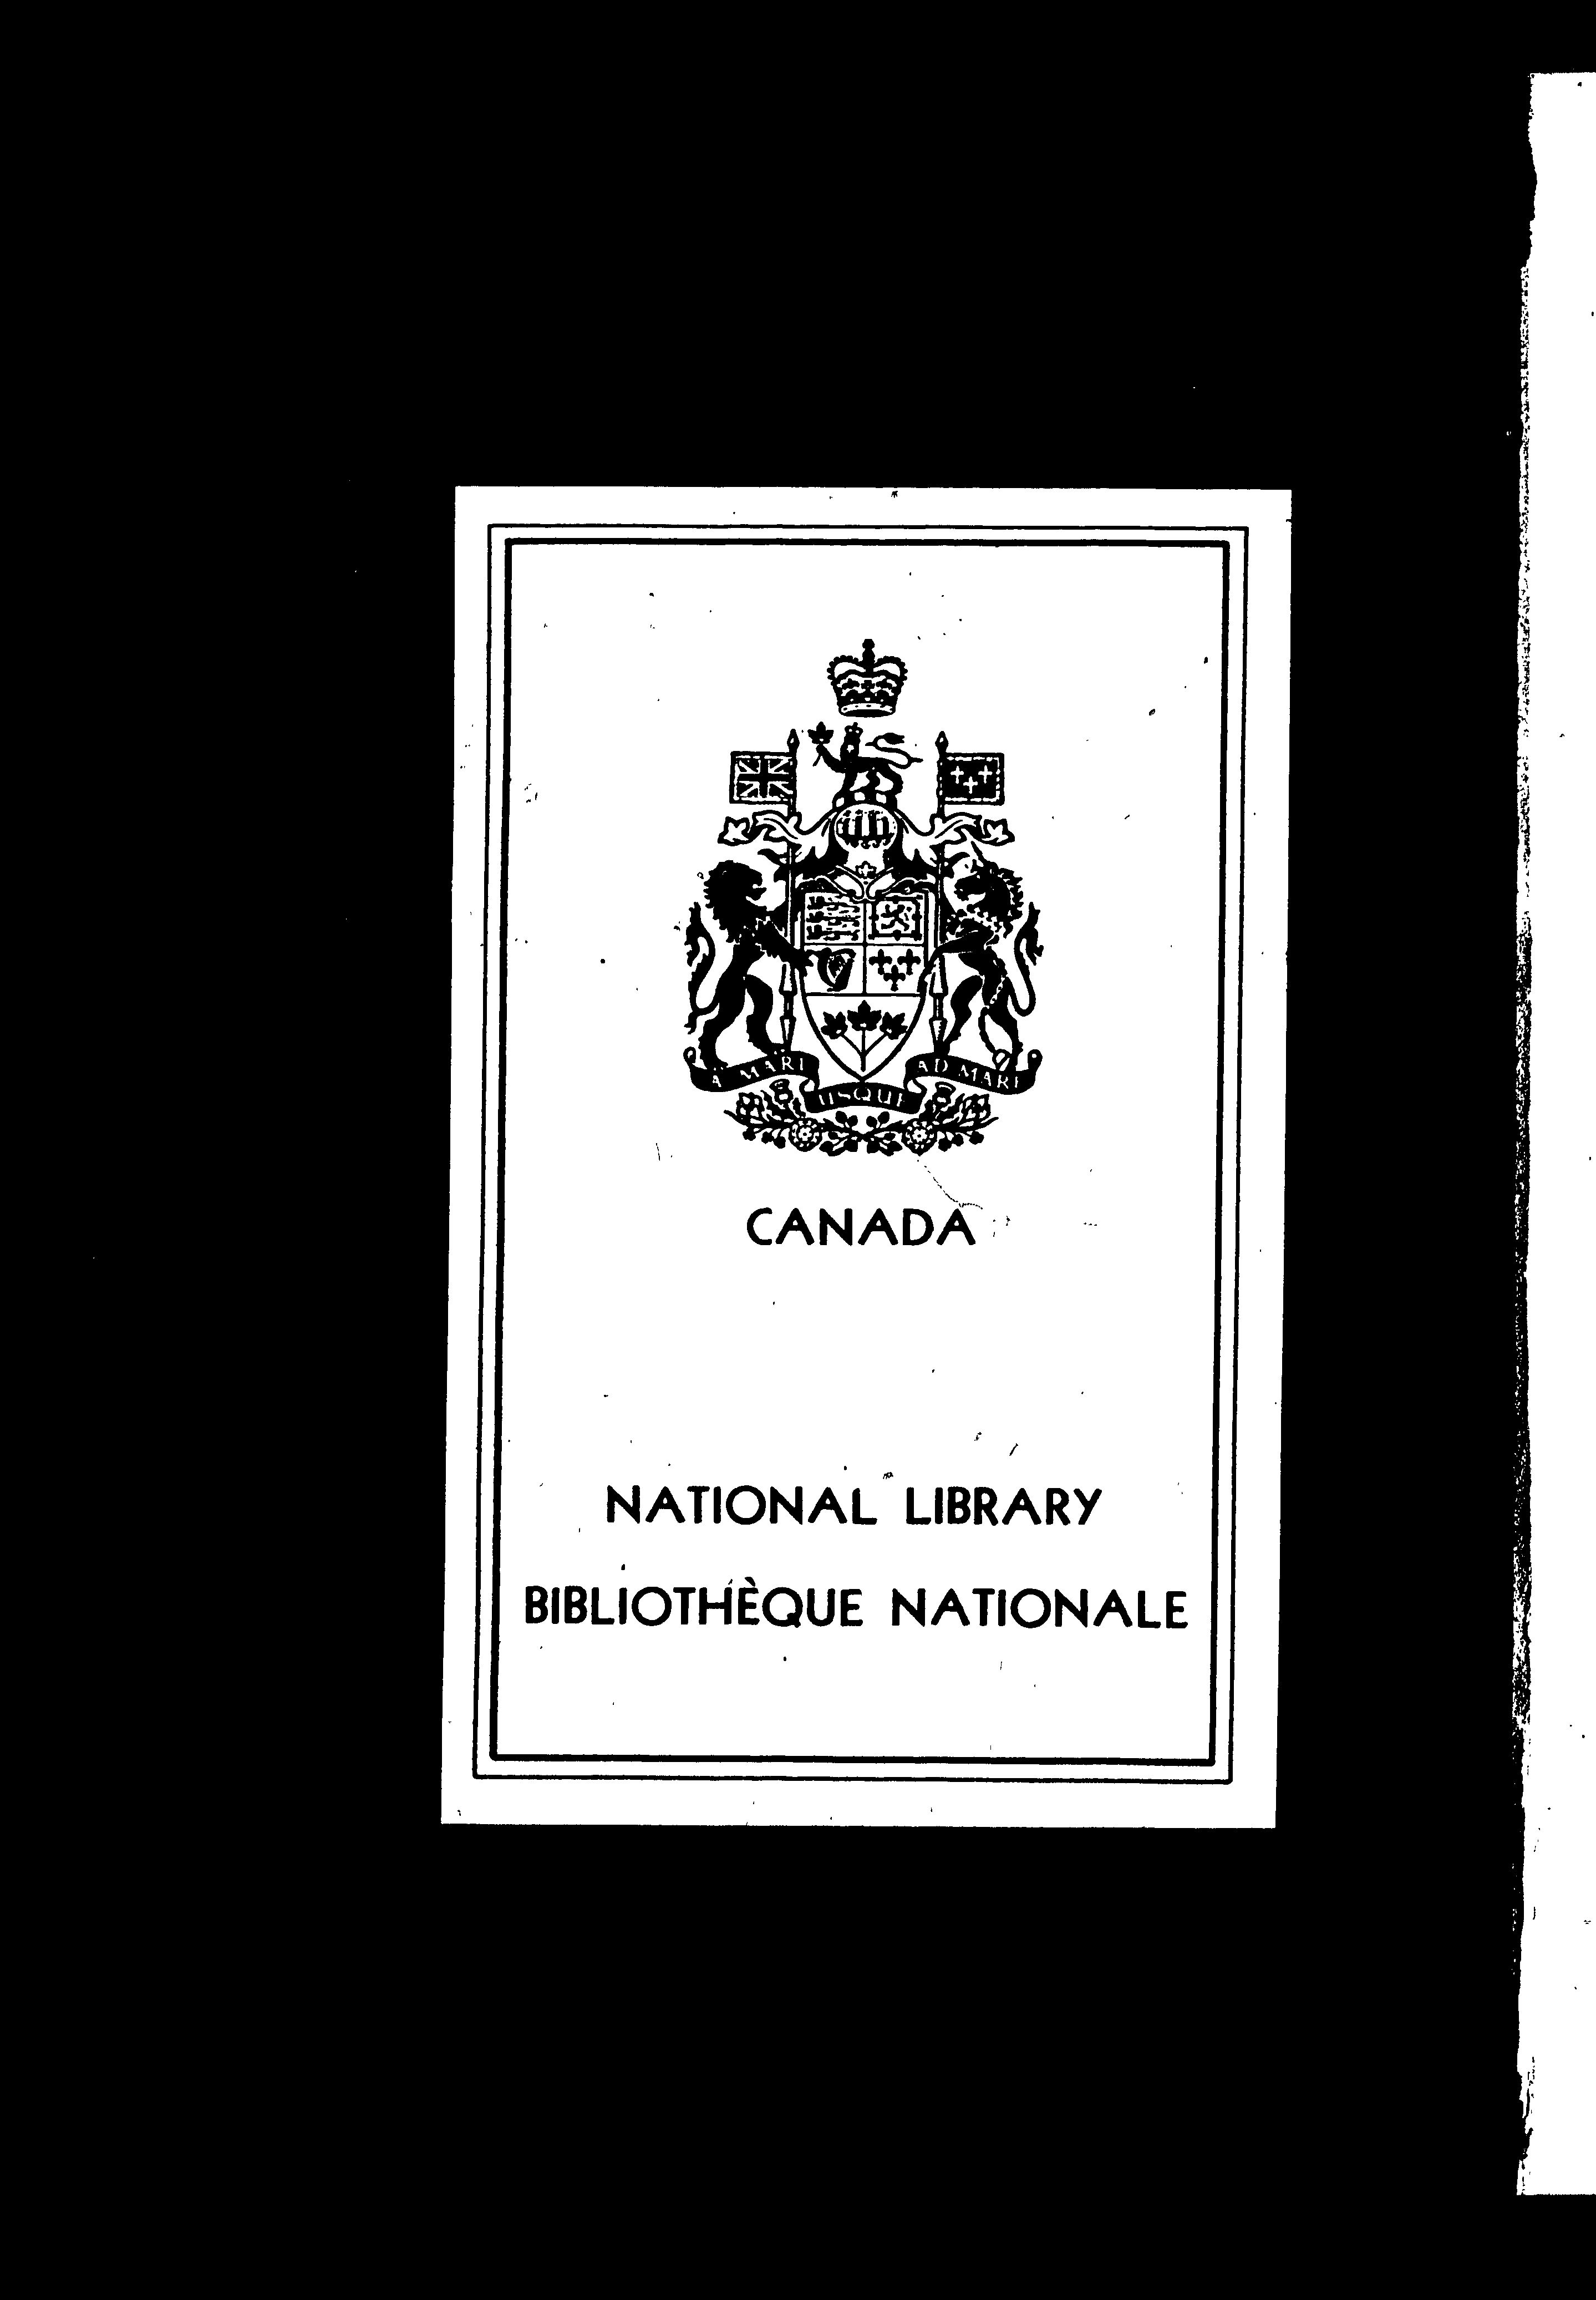 A MARI USQUE AD MARE
CANADA
NATIONAL LIBRARY
BIBLIOTHÈQUE NATIONALE